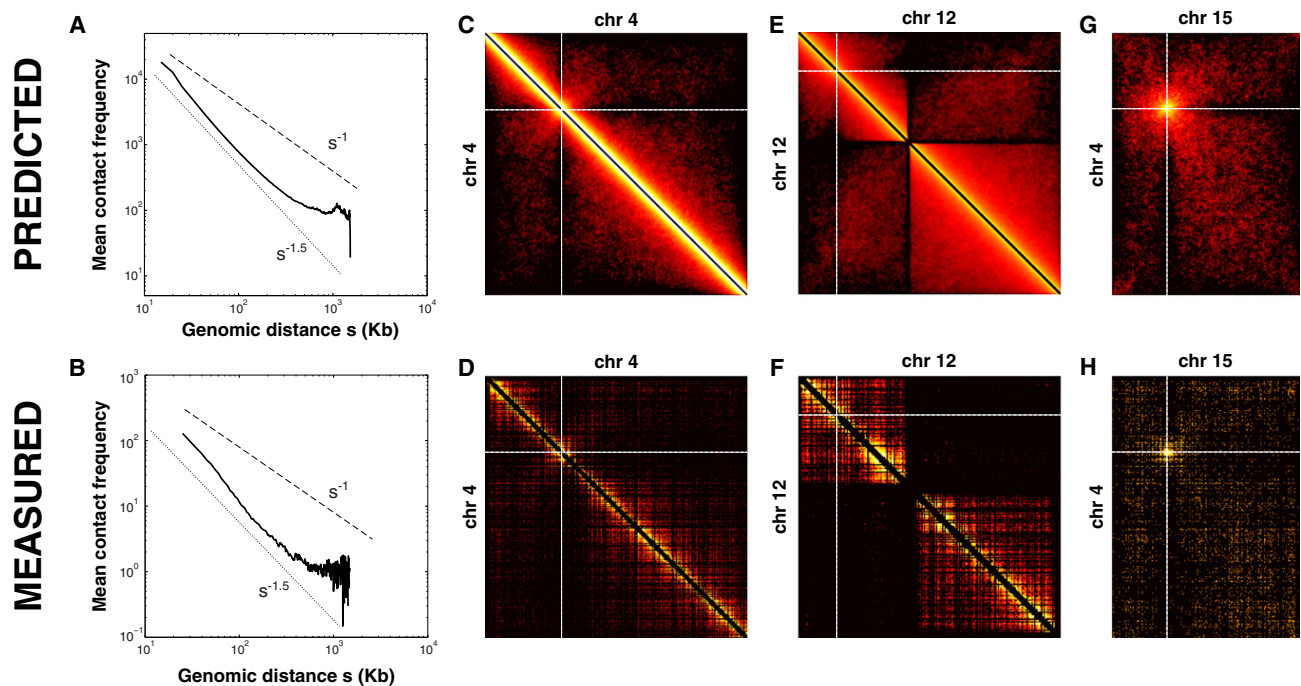 PREDICTED
A
Mean contact frequency
10^4
10^3
10^2
10^1
s^-1
s^-1.5
10^1
10^2
10^3
10^4
Genomic distance s (Kb)
C
chr 4
chr 4
E
chr 12
chr 12
G
chr 15
chr 4
MEASURED
B
Mean contact frequency
10^3
10^2
10^1
10^0
10^-1
s^-1
s^-1.5
10^1
10^2
10^3
10^4
Genomic distance s (Kb)
D
chr 4
chr 4
F
chr 12
chr 12
H
chr 15
chr 4